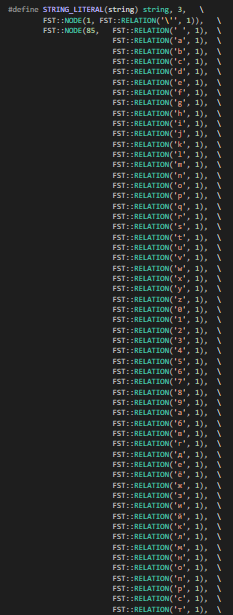 #define STRING_LITERAL(string) string, 3, \
FST::NODE(1, FST::RELATION('\'', 1)), \
FST::NODE(85, FST::RELATION(' ', 1), \
FST::RELATION('a', 1), \
FST::RELATION('b', 1), \
FST::RELATION('c', 1), \
FST::RELATION('d', 1), \
FST::RELATION('e', 1), \
FST::RELATION('f', 1), \
FST::RELATION('g', 1), \
FST::RELATION('h', 1), \
FST::RELATION('i', 1), \
FST::RELATION('j', 1), \
FST::RELATION('k', 1), \
FST::RELATION('l', 1), \
FST::RELATION('m', 1), \
FST::RELATION('n', 1), \
FST::RELATION('o', 1), \
FST::RELATION('p', 1), \
FST::RELATION('q', 1), \
FST::RELATION('r', 1), \
FST::RELATION('s', 1), \
FST::RELATION('t', 1), \
FST::RELATION('u', 1), \
FST::RELATION('v', 1), \
FST::RELATION('w', 1), \
FST::RELATION('x', 1), \
FST::RELATION('y', 1), \
FST::RELATION('z', 1), \
FST::RELATION('0', 1), \
FST::RELATION('1', 1), \
FST::RELATION('2', 1), \
FST::RELATION('3', 1), \
FST::RELATION('4', 1), \
FST::RELATION('5', 1), \
FST::RELATION('6', 1), \
FST::RELATION('7', 1), \
FST::RELATION('8', 1), \
FST::RELATION('9', 1), \
FST::RELATION('а', 1), \
FST::RELATION('б', 1), \
FST::RELATION('в', 1), \
FST::RELATION('г', 1), \
FST::RELATION('д', 1), \
FST::RELATION('е', 1), \
FST::RELATION('ё', 1), \
FST::RELATION('ж', 1), \
FST::RELATION('з', 1), \
FST::RELATION('и', 1), \
FST::RELATION('й', 1), \
FST::RELATION('к', 1), \
FST::RELATION('л', 1), \
FST::RELATION('м', 1), \
FST::RELATION('н', 1), \
FST::RELATION('о', 1), \
FST::RELATION('п', 1), \
FST::RELATION('р', 1), \
FST::RELATION('с', 1), \
FST::RELATION('т', 1), \